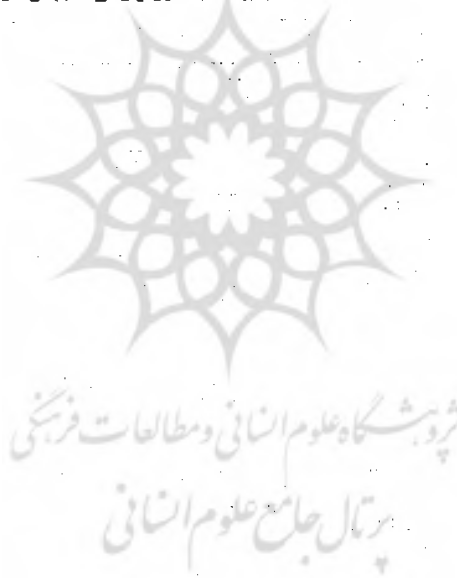 پژوهشگاه علوم انسانی و مطالعات فرهنگی
پرتال جامع علوم انسانی